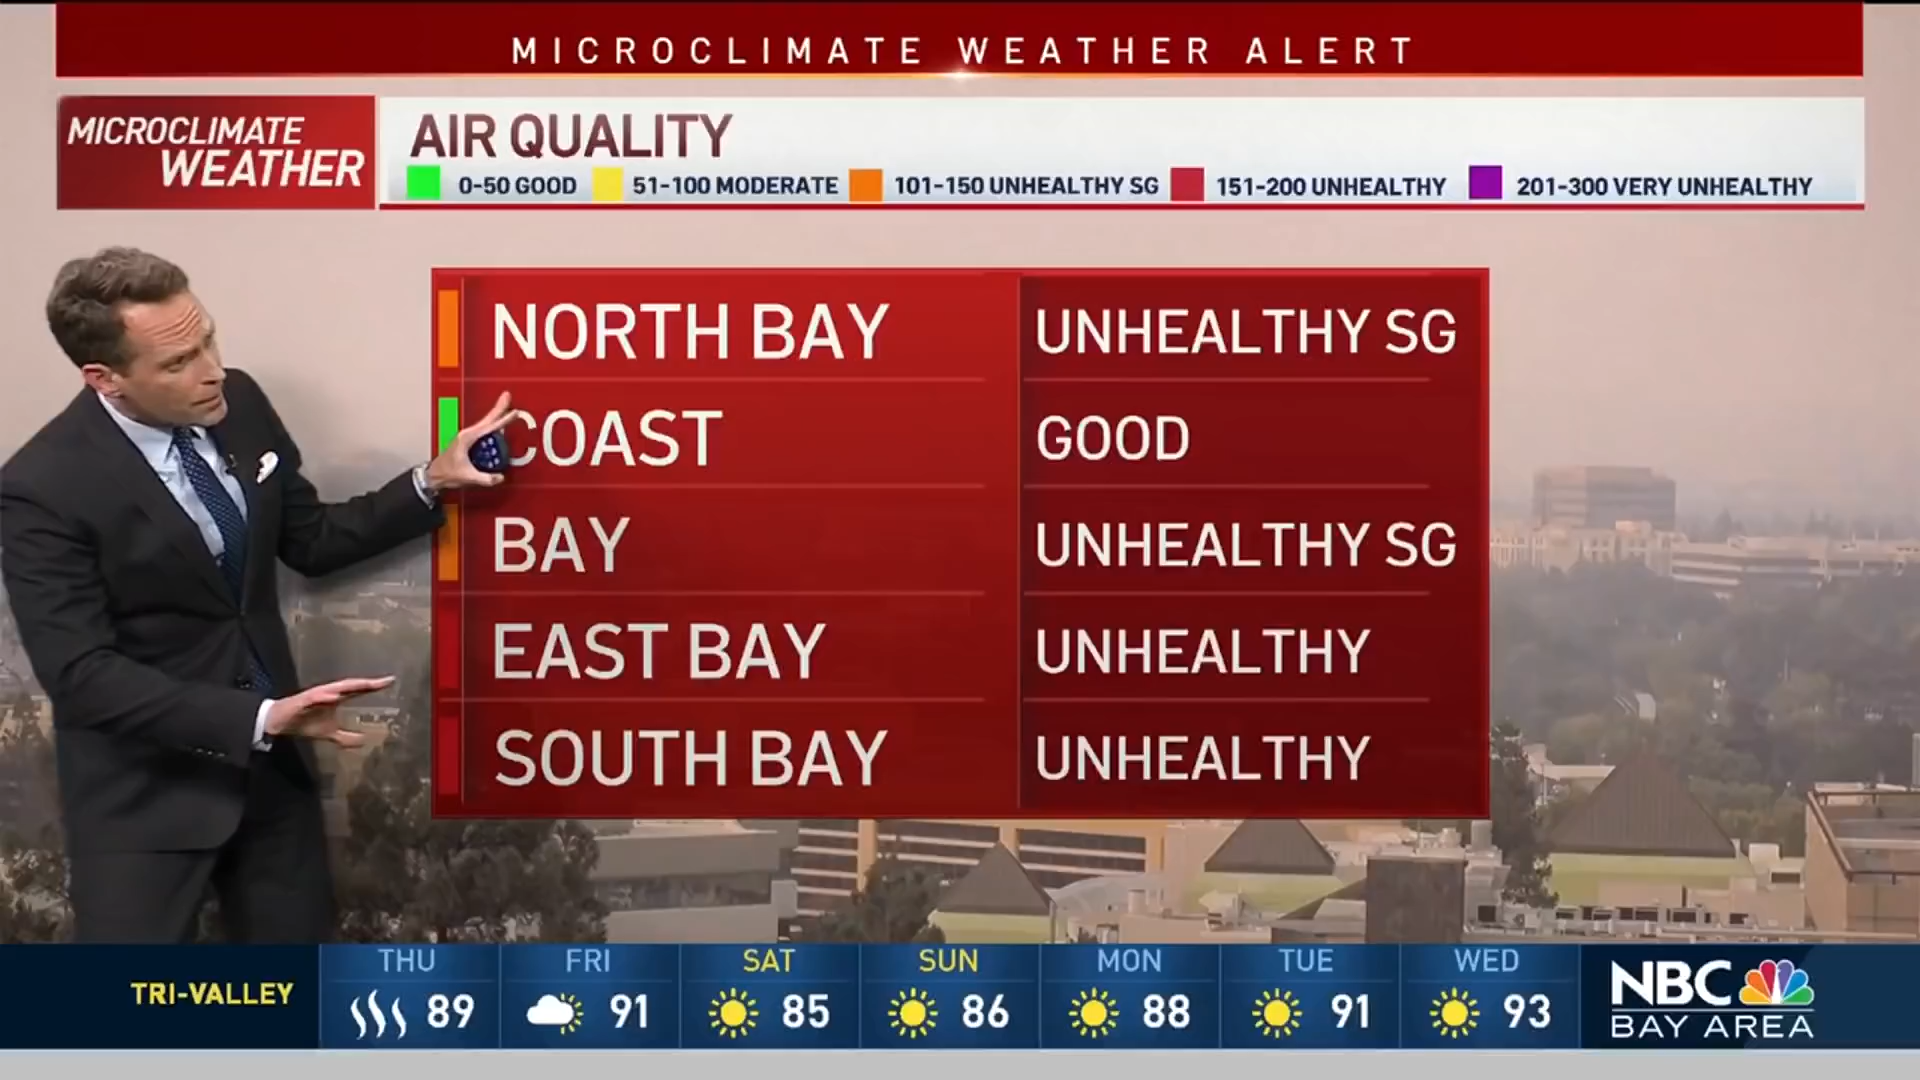 MICROCLIMATE WEATHER ALERT
MICROCLIMATE
WEATHER
AIR QUALITY
0-50 GOOD 51-100 MODERATE 101-150 UNHEALTHY SG 151-200 UNHEALTHY 201-300 VERY UNHEALTHY
NORTH BAY UNHEALTHY SG
COAST GOOD
BAY UNHEALTHY SG
EAST BAY UNHEALTHY
SOUTH BAY UNHEALTHY
THU FRI SAT SUN MON TUE WED
TRI-VALLEY 89 91 85 86 88 91 93
NBC
BAY AREA